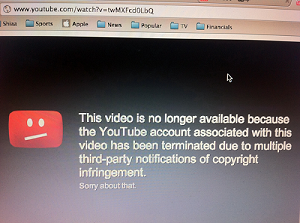 www.youtube.com/watch?v=twMXFcd0LbQ
Shiaa Sports Apple News Popular TV Financials
This video is no longer available because
the YouTube account associated with this
video has been terminated due to multiple
third-party notifications of copyright
infringement.
Sorry about that.